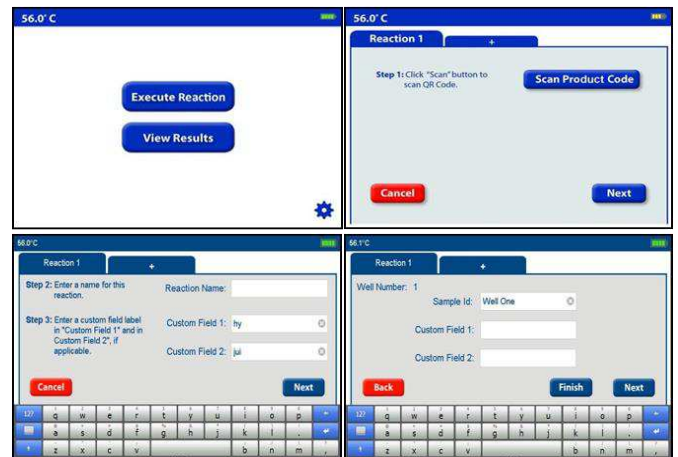 56.0° C
Execute Reaction
View Results
56.0° C
Reaction 1
+
Step 1: Click "Scan" button to
scan QR Code.
Scan Product Code
Cancel
Next
56.0°C
Reaction 1
+
Step 2: Enter a name for this
reaction.
Reaction Name:
Step 3: Enter a custom field label
in "Custom Field 1" and in
Custom Field 2", if
applicable.
Custom Field 1: hy
Custom Field 2: jui
Cancel
Next
12?
q w e r t y u i o p
a s d f g h j k l .
z x c v b n m ,
56.1°C
Reaction 1
+
Well Number: 1
Sample Id: Well One
Custom Field 1:
Custom Field 2:
Back
Finish
Next
12?
q w e r t y u i o p
a s d f g h j k l .
z x c v b n m ,